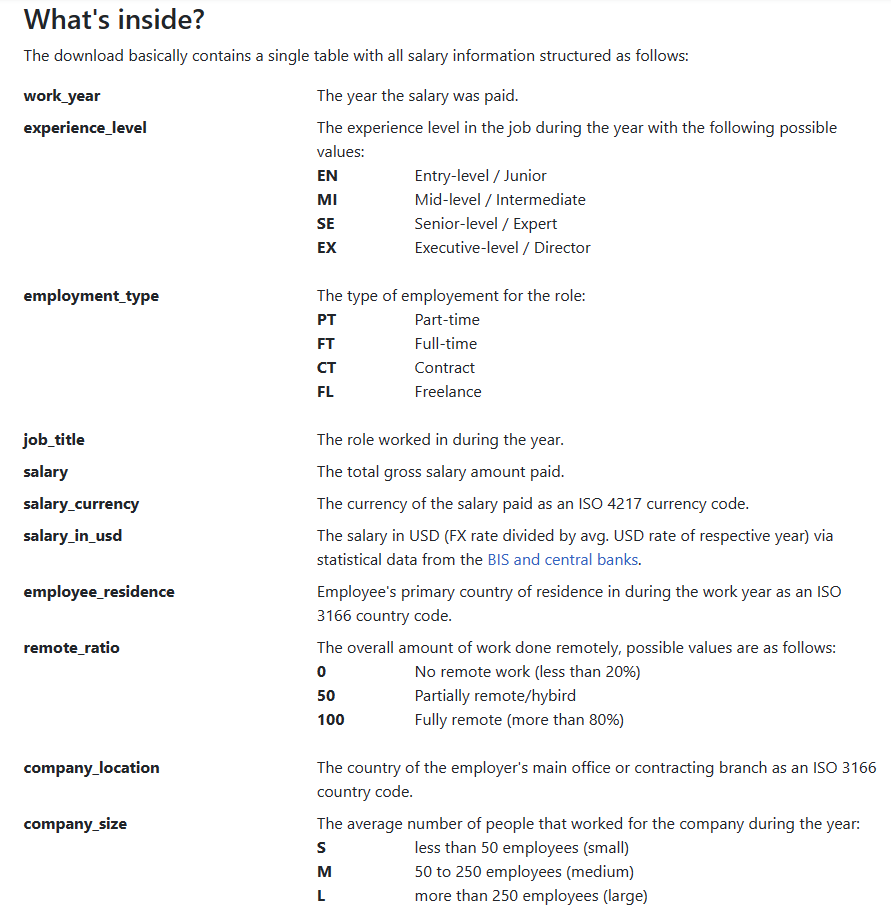 What's inside?
The download basically contains a single table with all salary information structured as follows:
work_year The year the salary was paid.
experience_level The experience level in the job during the year with the following possible
values:
EN Entry-level / Junior
MI Mid-level / Intermediate
SE Senior-level / Expert
EX Executive-level / Director
employment_type The type of employement for the role:
PT Part-time
FT Full-time
CT Contract
FL Freelance
job_title The role worked in during the year.
salary The total gross salary amount paid.
salary_currency The currency of the salary paid as an ISO 4217 currency code.
salary_in_usd The salary in USD (FX rate divided by avg. USD rate of respective year) via
statistical data from the BIS and central banks.
employee_residence Employee's primary country of residence in during the work year as an ISO
3166 country code.
remote_ratio The overall amount of work done remotely, possible values are as follows:
0 No remote work (less than 20%)
50 Partially remote/hybird
100 Fully remote (more than 80%)
company_location The country of the employer's main office or contracting branch as an ISO 3166
country code.
company_size The average number of people that worked for the company during the year:
S less than 50 employees (small)
M 50 to 250 employees (medium)
L more than 250 employees (large)